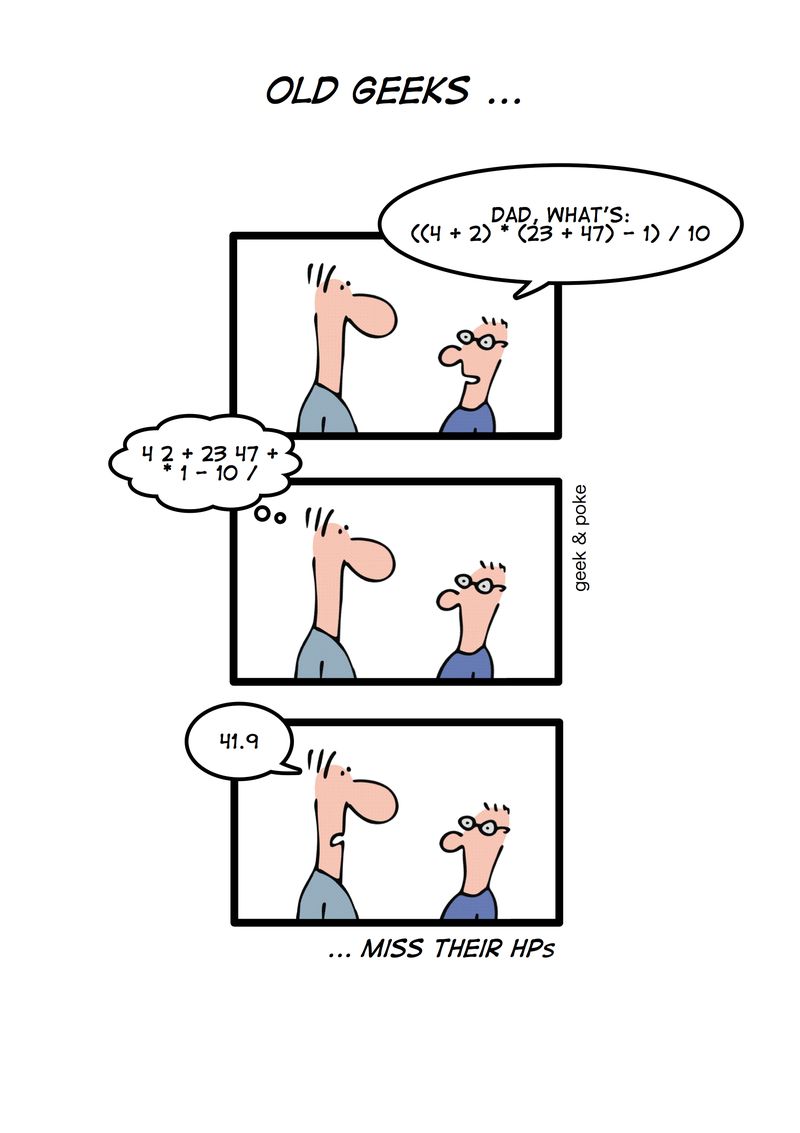 OLD GEEKS ...
DAD, WHAT'S:
((4 + 2) * (23 + 47) - 1) / 10
4 2 + 23 47 +
* 1 - 10 /
geek & poke
41.9
... MISS THEIR HPs